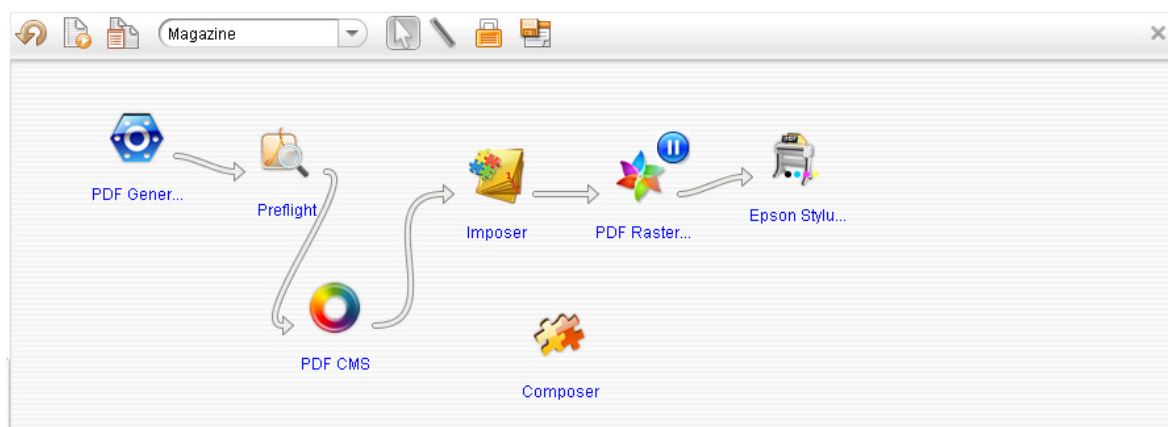 Magazine
PDF Gener...
Preflight
Imposer
PDF Raster...
Epson Stylu...
PDF CMS
Composer